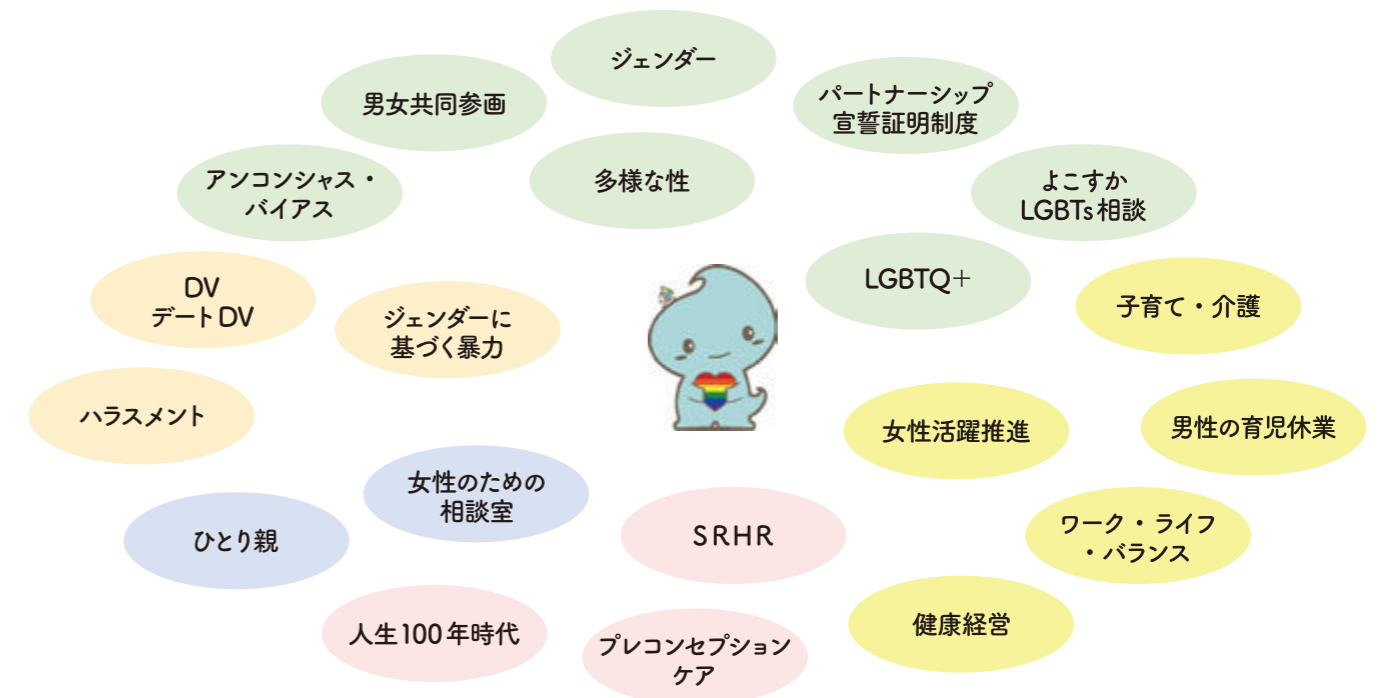 ジェンダー
男女共同参画
パートナーシップ
宣誓証明制度
アンコンシャス・
バイアス
多様な性
よこすか
LGBTs相談
LGBTQ＋
DV
デートDV
ジェンダーに
基づく暴力
子育て・介護
ハラスメント
女性活躍推進
男性の育児休業
女性のための
相談室
ひとり親
SRHR
ワーク・ライフ
・バランス
人生100年時代
プレコンセプション
ケア
健康経営